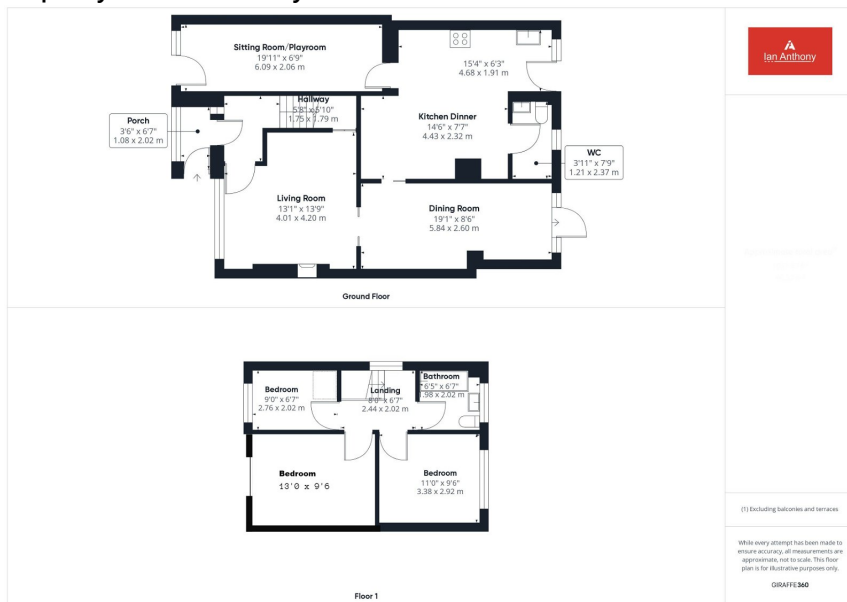 Sitting Room/Playroom
19'11" x 6'9"
6.09 x 2.06 m
15'4" x 6'3"
4.68 x 1.91 m
Hallway
5'8" x 5'10"
1.75 x 1.79 m
Porch
3'6" x 6'7"
1.08 x 2.02 m
Kitchen Dinner
14'6" x 7'7"
4.43 x 2.32 m
WC
3'11" x 7'9"
1.21 x 2.37 m
Living Room
13'1" x 13'9"
4.01 x 4.20 m
Dining Room
19'1" x 8'6"
5.84 x 2.60 m
Ground Floor
Bedroom
9'0" x 6'7"
2.76 x 2.02 m
Landing
8'0" x 6'7"
2.44 x 2.02 m
Bathroom
6'5" x 6'7"
1.98 x 2.02 m
Bedroom
13'0 x 9'6
Bedroom
11'0" x 9'6"
3.38 x 2.92 m
Floor 1
Ian Anthony
(1) Excluding balconies and terraces
While every attempt has been made to
ensure accuracy, all measurements are
approximate, not to scale. This floor
plan is for illustrative purposes only.
GIRAFFE360